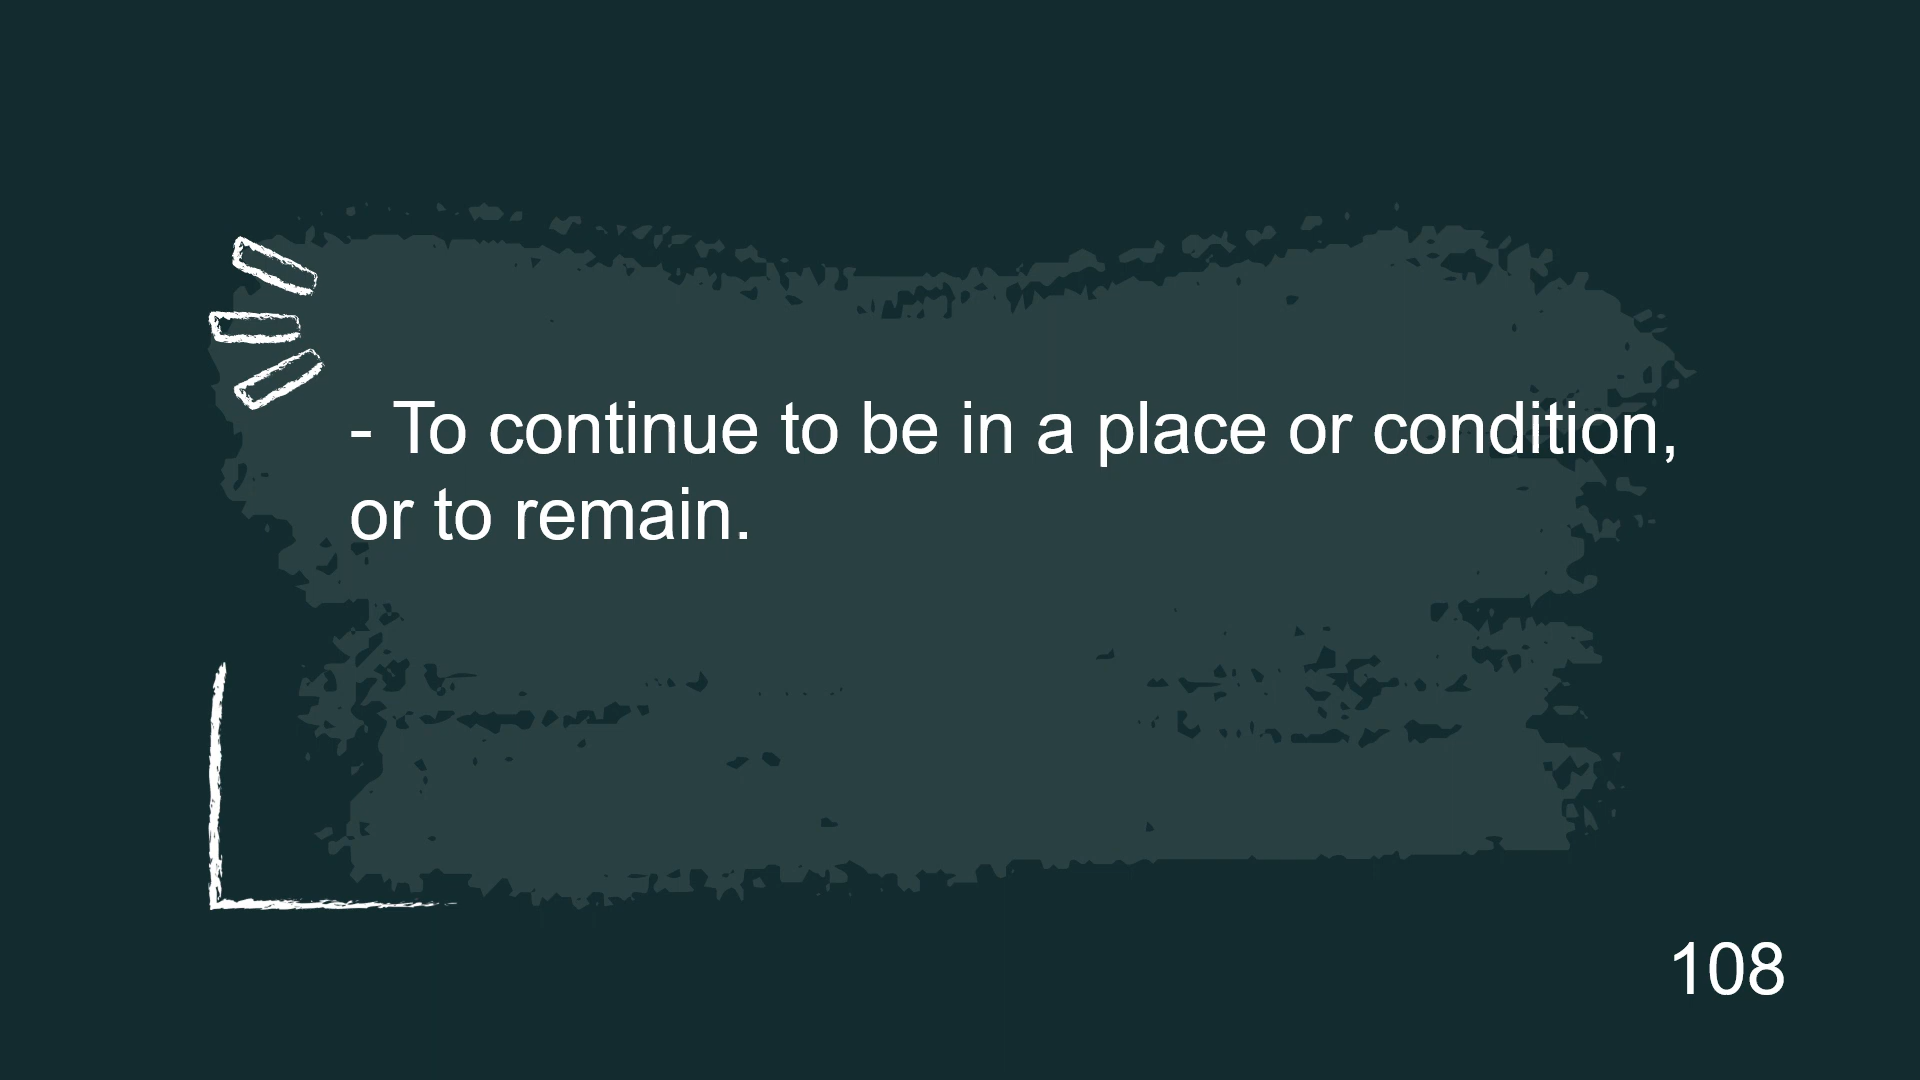 - To continue to be in a place or condition,
or to remain.
108